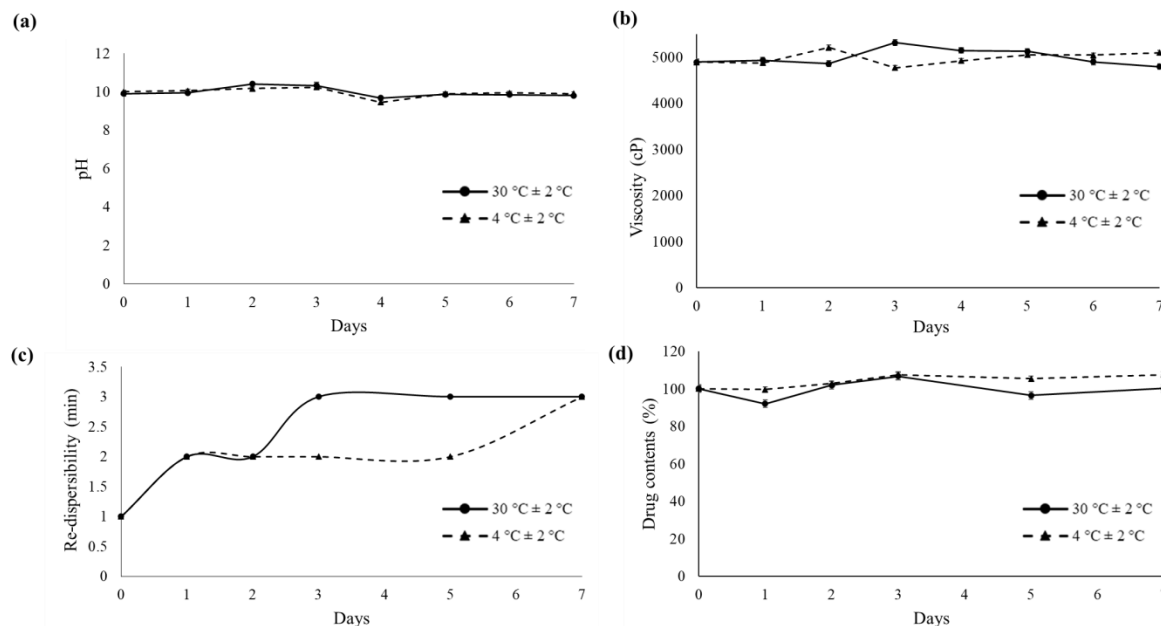 (a)
12
10
8
6
4
2
0
pH
0 1 2 3 4 5 6 7
Days
30 °C ± 2 °C
4 °C ± 2 °C
(b)
5000
4000
3000
2000
1000
0
Viscosity (cP)
0 1 2 3 4 5 6 7
Days
30 °C ± 2 °C
4 °C ± 2 °C
(c)
3.5
3
2.5
2
1.5
1
0.5
0
Re-dispersibility (min)
0 1 2 3 4 5 6 7
Days
30 °C ± 2 °C
4 °C ± 2 °C
(d)
120
100
80
60
40
20
0
Drug contents (%)
0 1 2 3 4 5 6 7
Days
30 °C ± 2 °C
4 °C ± 2 °C